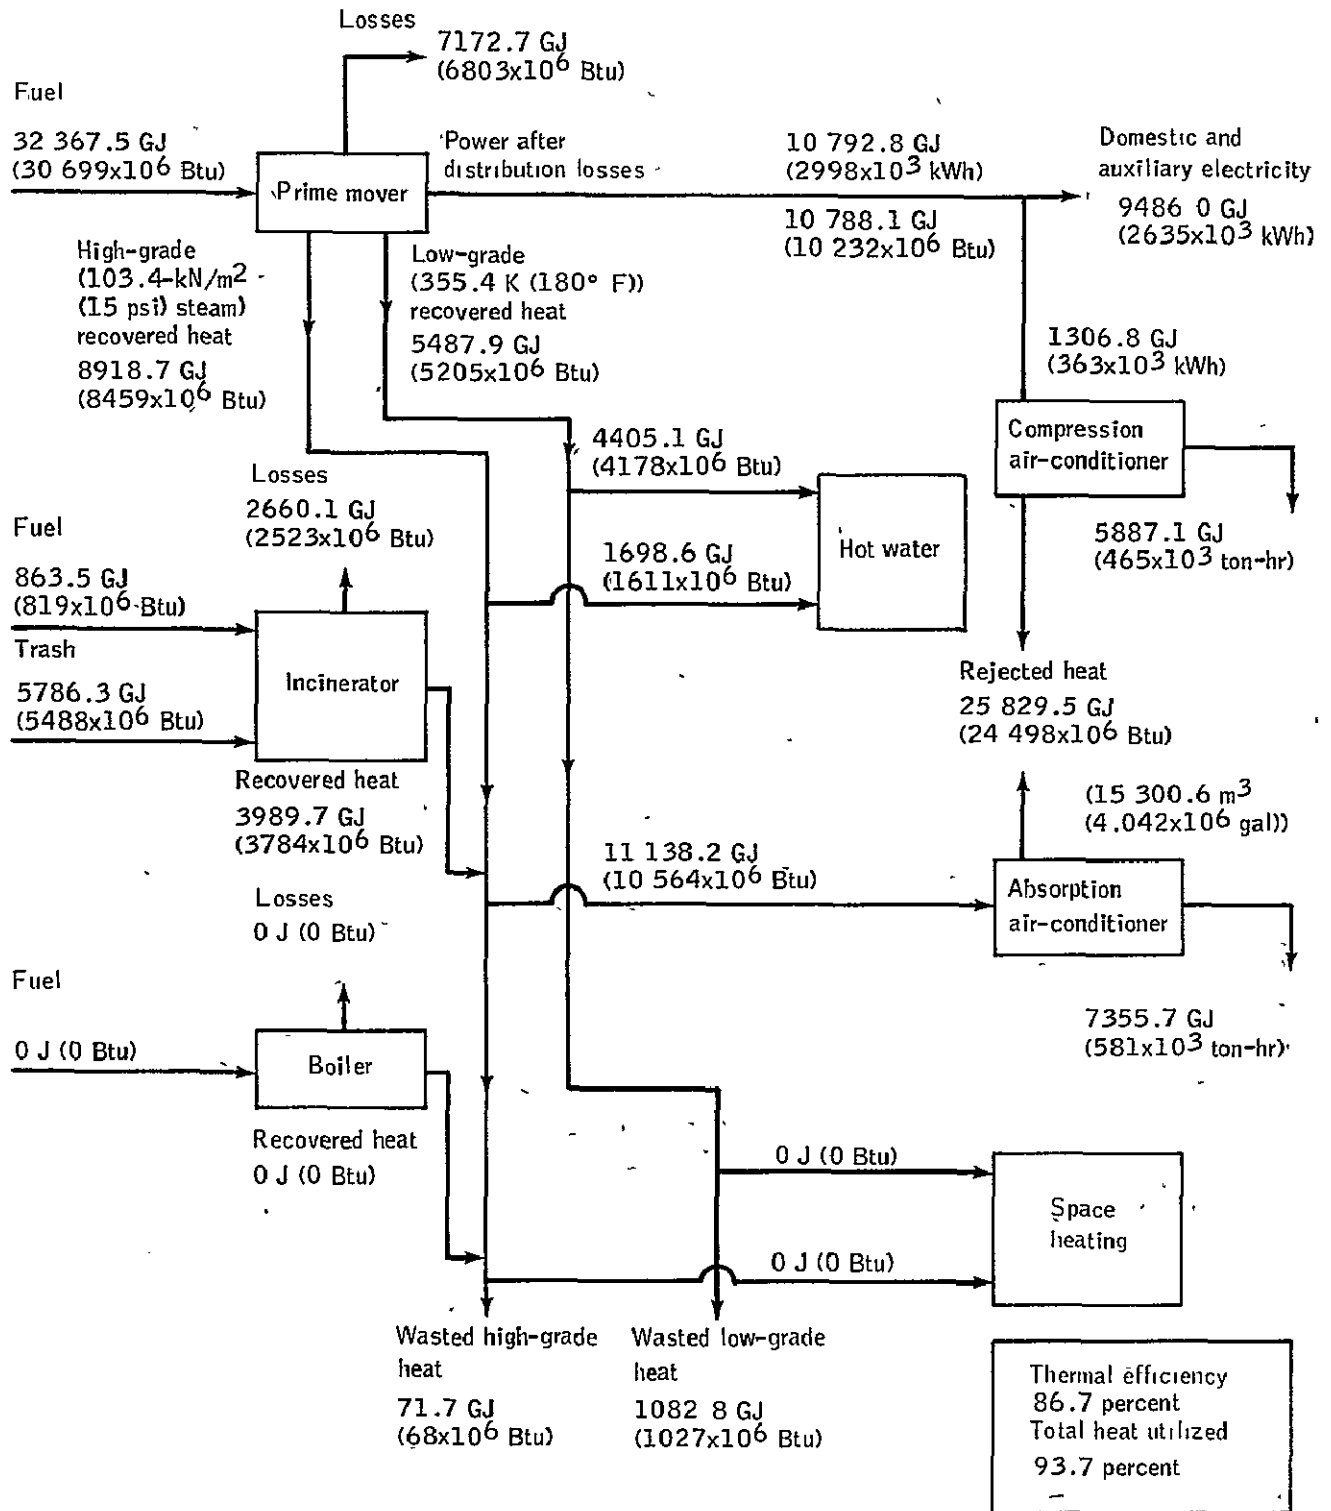 Losses
7172.7 GJ
(6803x10⁶ Btu)
Fuel
32 367.5 GJ
(30 699x10⁶ Btu)
Prime mover
Power after
distribution losses
10 792.8 GJ
(2998x10³ kWh)
10 788.1 GJ
(10 232x10⁶ Btu)
Domestic and
auxiliary electricity
9486 0 GJ
(2635x10³ kWh)
High-grade
(103.4-kN/m²
(15 psi) steam)
recovered heat
8918.7 GJ
(8459x10⁶ Btu)
Low-grade
(355.4 K (180° F))
recovered heat
5487.9 GJ
(5205x10⁶ Btu)
1306.8 GJ
(363x10³ kWh)
Compression
air-conditioner
5887.1 GJ
(465x10³ ton-hr)
4405.1 GJ
(4178x10⁶ Btu)
Hot water
1698.6 GJ
(1611x10⁶ Btu)
Losses
2660.1 GJ
(2523x10⁶ Btu)
Fuel
863.5 GJ
(819x10⁶ Btu)
Trash
5786.3 GJ
(5488x10⁶ Btu)
Incinerator
Recovered heat
3989.7 GJ
(3784x10⁶ Btu)
Rejected heat
25 829.5 GJ
(24 498x10⁶ Btu)
(15 300.6 m³
(4.042x10⁶ gal))
11 138.2 GJ
(10 564x10⁶ Btu)
Absorption
air-conditioner
7355.7 GJ
(581x10³ ton-hr)
Losses
0 J (0 Btu)
Fuel
0 J (0 Btu)
Boiler
Recovered heat
0 J (0 Btu)
0 J (0 Btu)
Space
heating
0 J (0 Btu)
Wasted high-grade
heat
71.7 GJ
(68x10⁶ Btu)
Wasted low-grade
heat
1082 8 GJ
(1027x10⁶ Btu)
Thermal efficiency
86.7 percent
Total heat utilized
93.7 percent